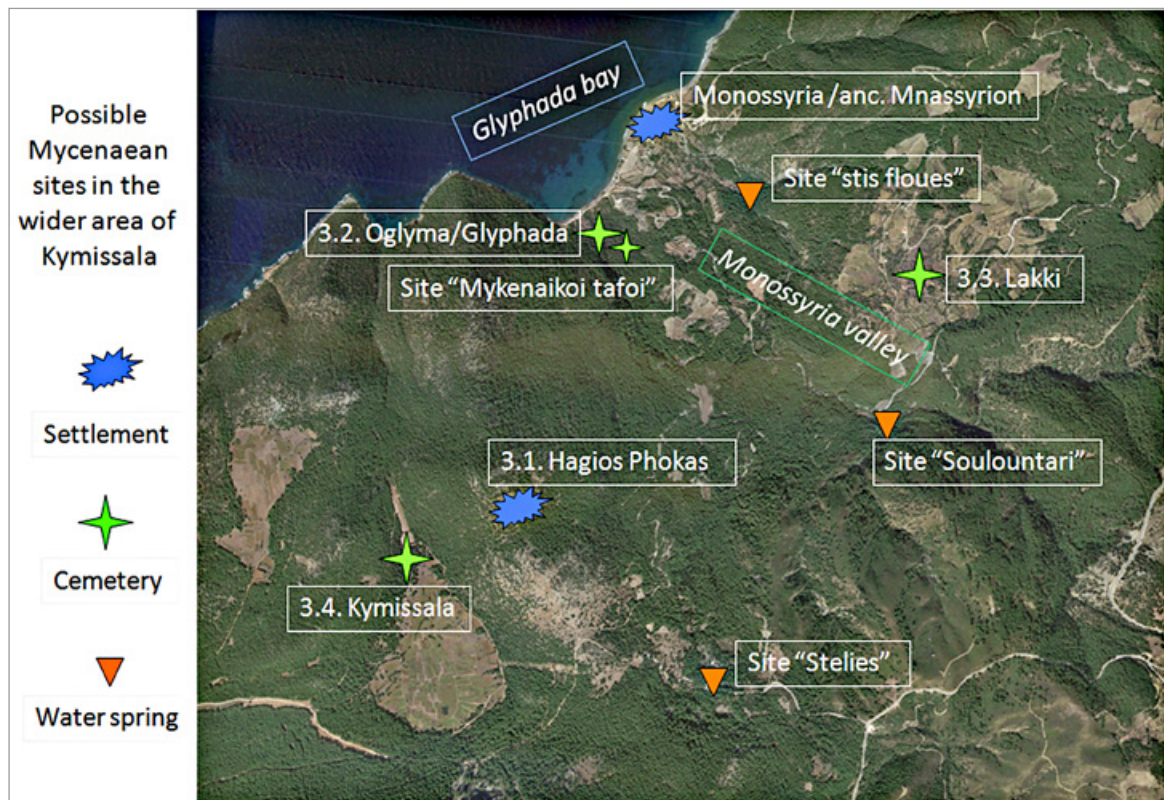 Possible
Mycenaean
sites in the
wider area of
Kymissala
Settlement
Cemetery
Water spring
Glyphada bay
Monossyria /anc. Mnassyrion
Site “stis floues”
3.2. Oglyma/Glyphada
Site “Mykenaikoi tafoi”
Monossyria valley
3.3. Lakki
3.1. Hagios Phokas
Site “Soulountari”
3.4. Kymissala
Site “Stelies”